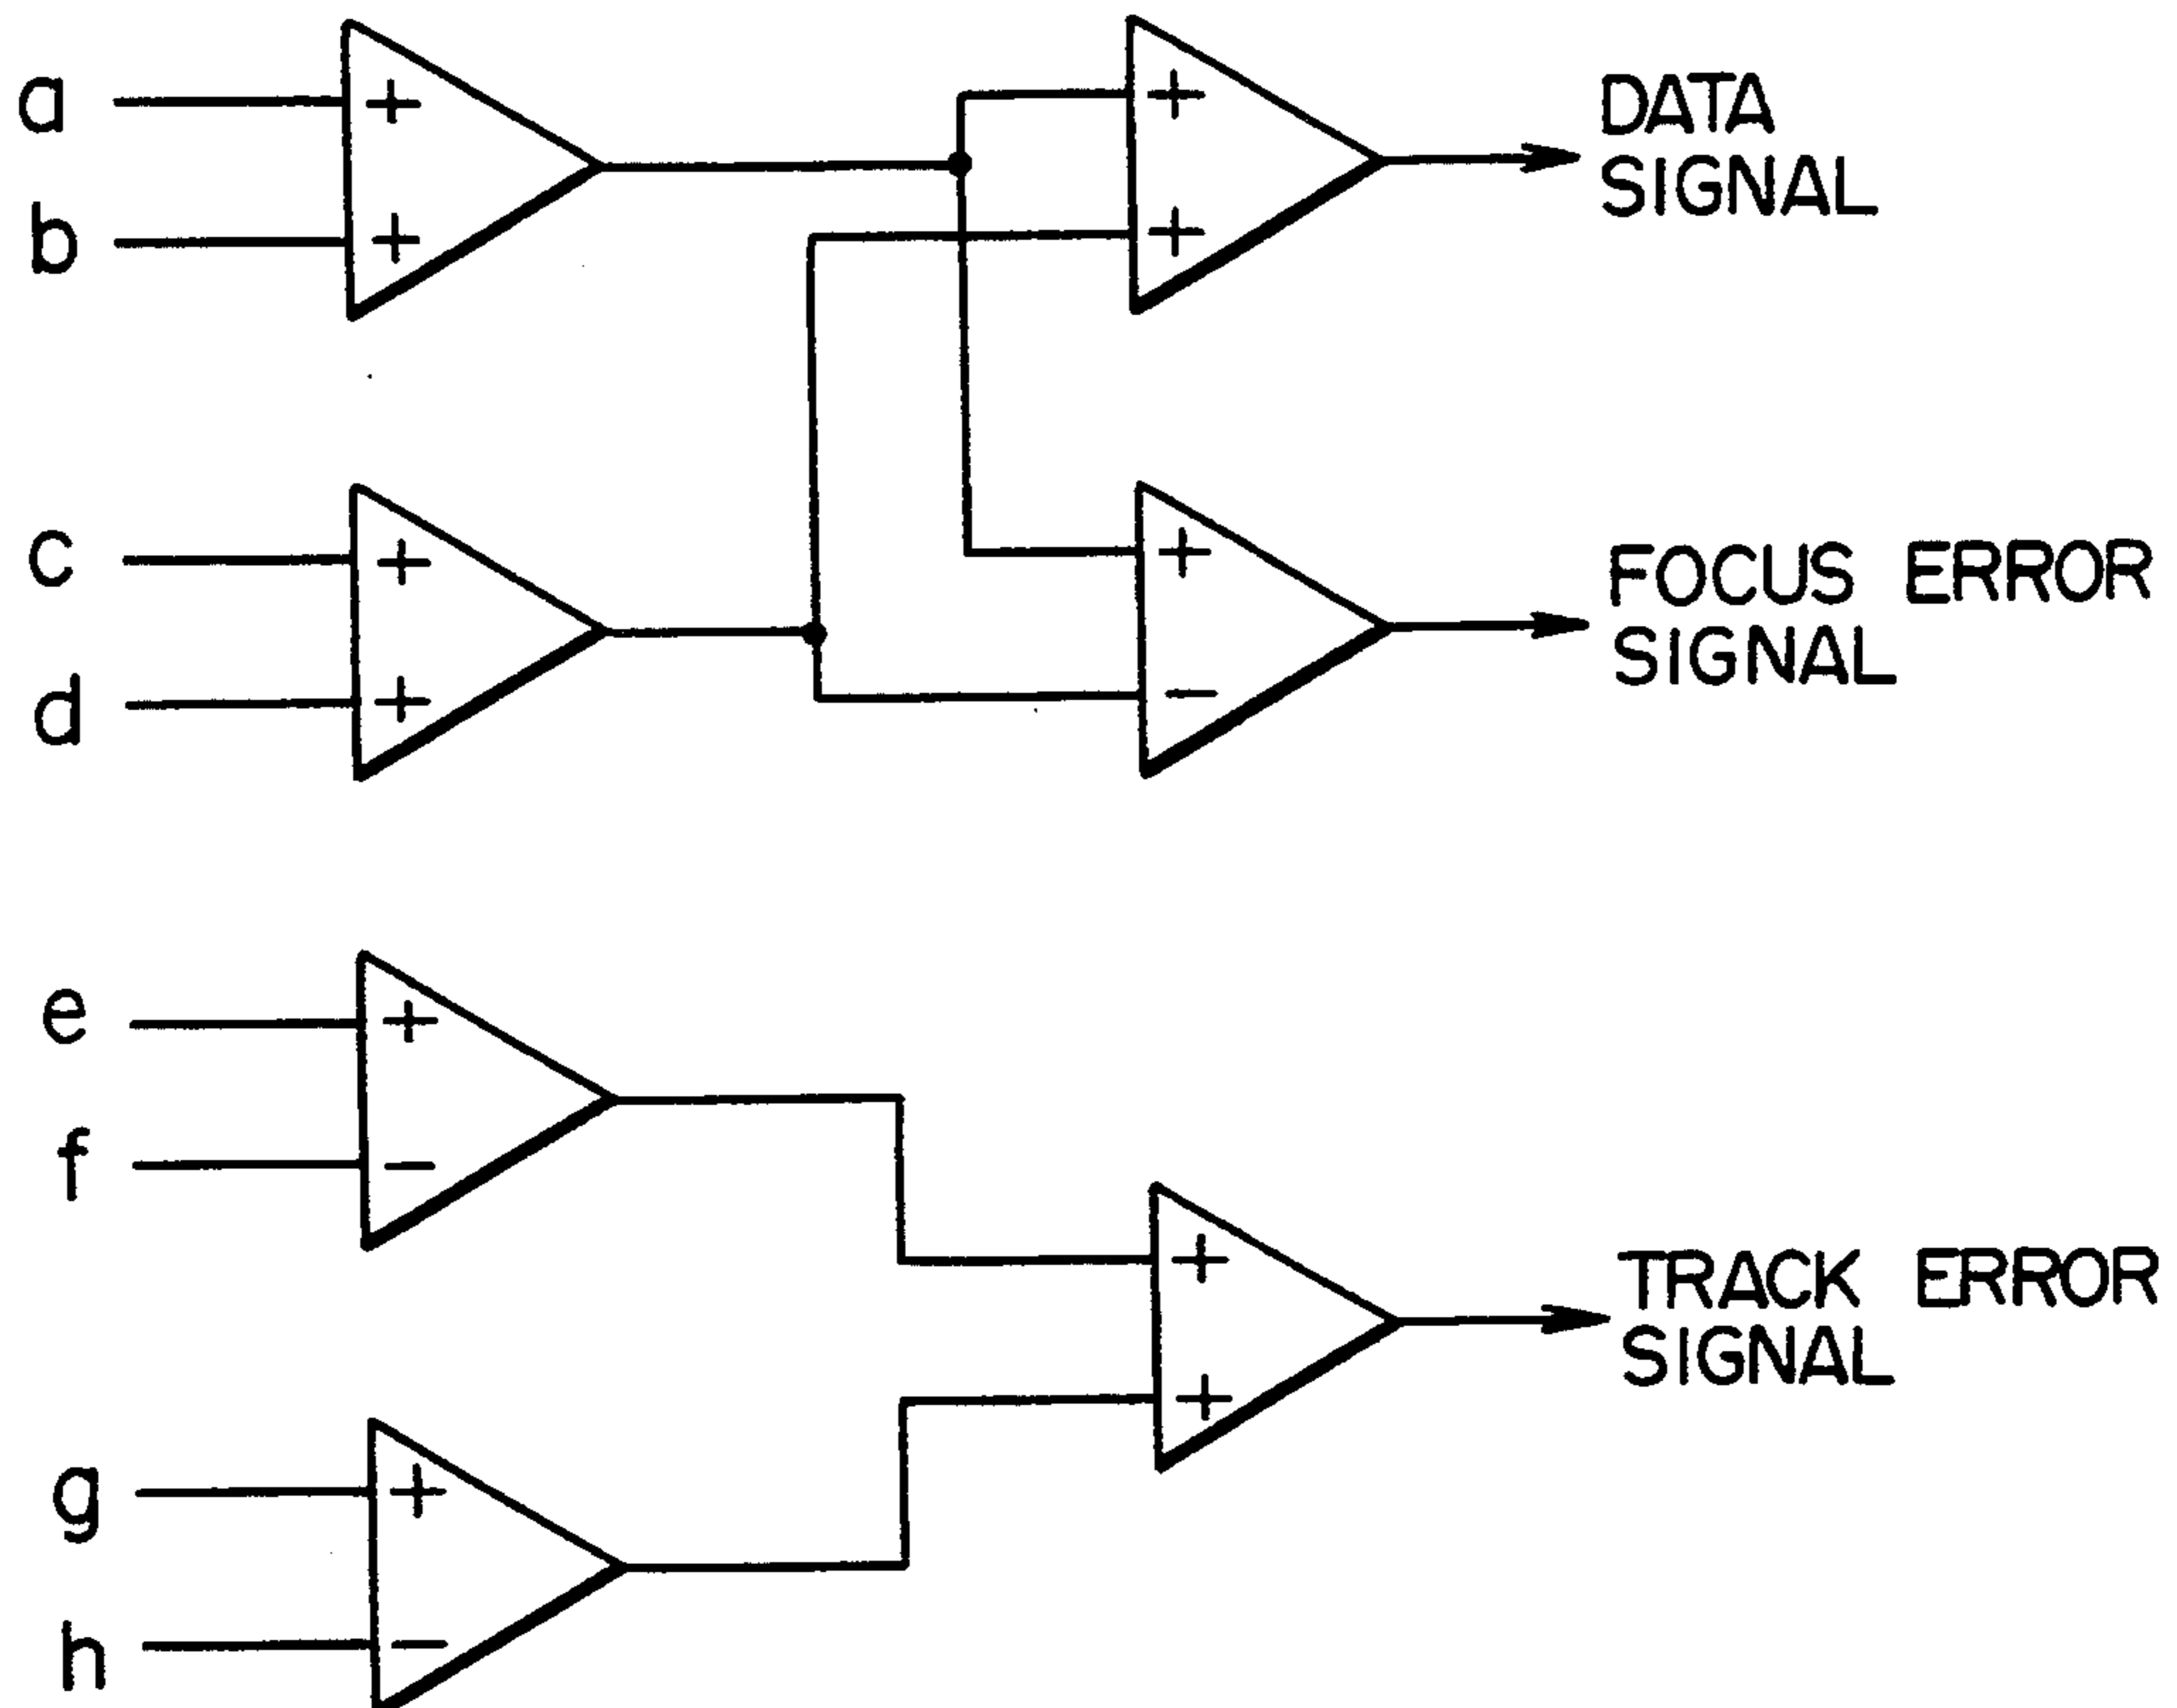 a
+
b
+
+
+
DATA
SIGNAL
c
+
d
+
+
-
FOCUS ERROR
SIGNAL
e
+
f
-
+
+
TRACK ERROR
SIGNAL
g
+
h
-